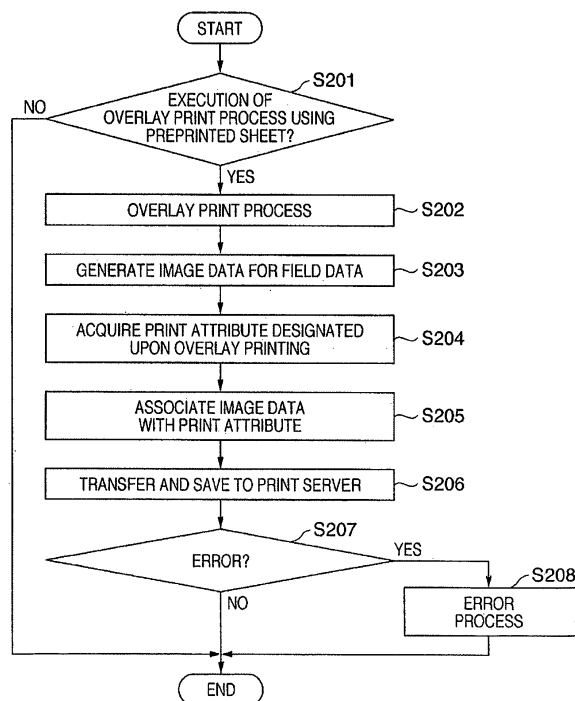 START
S201
EXECUTION OF
OVERLAY PRINT PROCESS USING
PREPRINTED SHEET?
NO
YES
OVERLAY PRINT PROCESS
S202
GENERATE IMAGE DATA FOR FIELD DATA
S203
ACQUIRE PRINT ATTRIBUTE DESIGNATED
UPON OVERLAY PRINTING
S204
ASSOCIATE IMAGE DATA
WITH PRINT ATTRIBUTE
S205
TRANSFER AND SAVE TO PRINT SERVER
S206
S207
ERROR?
YES
NO
S208
ERROR
PROCESS
END